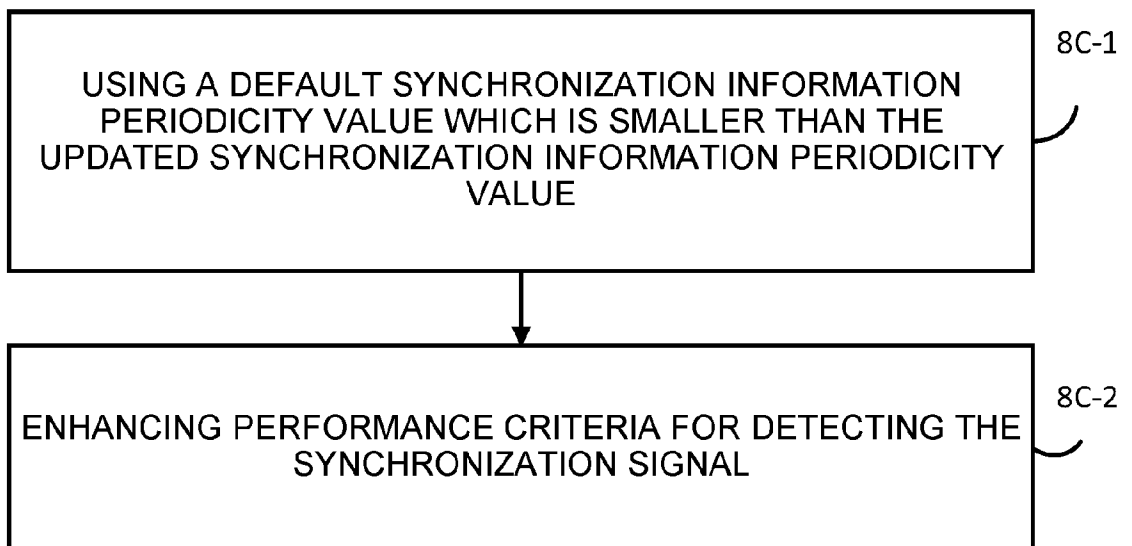 8C-1
USING A DEFAULT SYNCHRONIZATION INFORMATION
PERIODICITY VALUE WHICH IS SMALLER THAN THE
UPDATED SYNCHRONIZATION INFORMATION PERIODICITY
VALUE
8C-2
ENHANCING PERFORMANCE CRITERIA FOR DETECTING THE
SYNCHRONIZATION SIGNAL